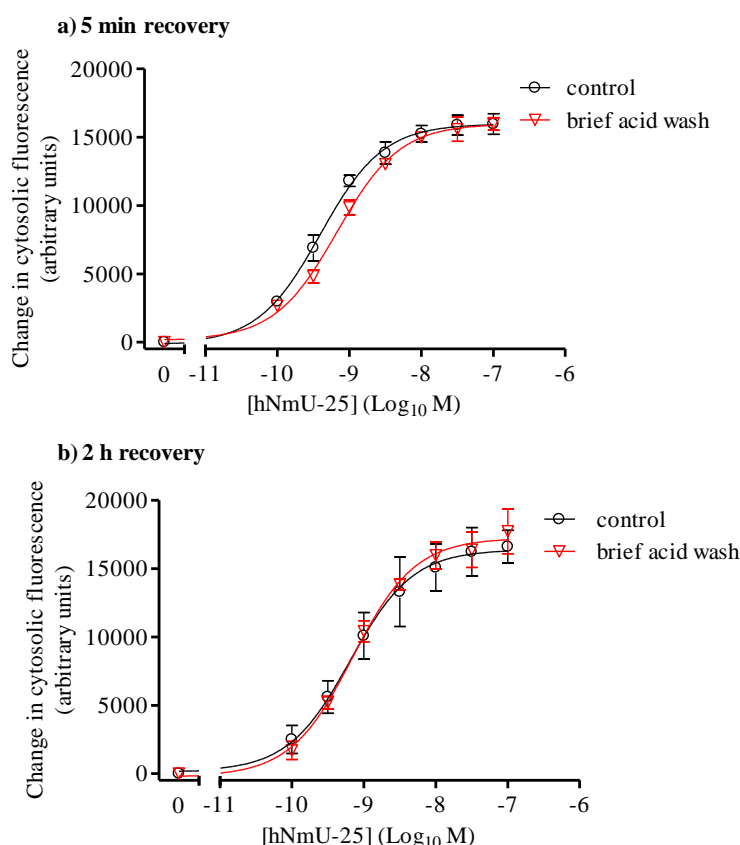 a) 5 min recovery
Change in cytosolic fluorescence
(arbitrary units)
20000
15000
10000
5000
0
control
brief acid wash
0 -11 -10 -9 -8 -7 -6
[hNmU-25] (Log10 M)
b) 2 h recovery
Change in cytosolic fluorescence
(arbitrary units)
20000
15000
10000
5000
0
control
brief acid wash
0 -11 -10 -9 -8 -7 -6
[hNmU-25] (Log10 M)